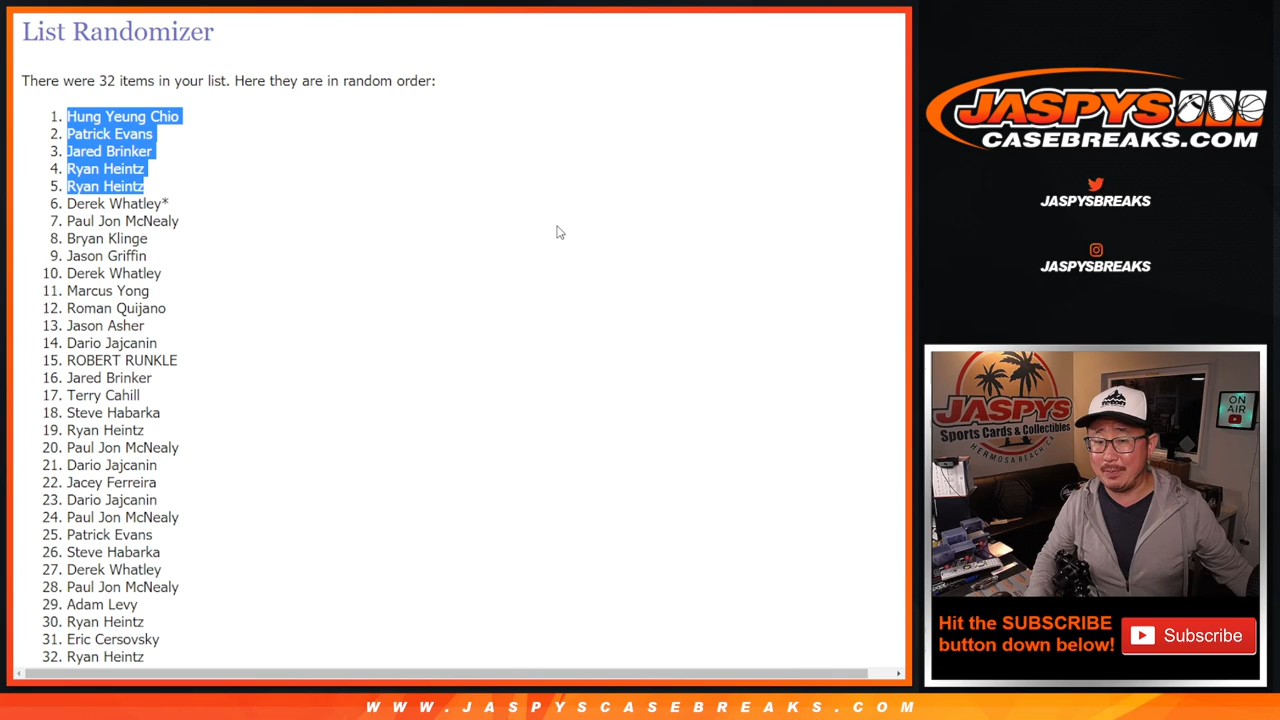 List Randomizer
There were 32 items in your list. Here they are in random order:
1. Hung Yeung Chio
2. Patrick Evans
3. Jared Brinker
4. Ryan Heintz
5. Ryan Heintz
6. Derek Whatley*
7. Paul Jon McNealy
8. Bryan Klinge
9. Jason Griffin
10. Derek Whatley
11. Marcus Yong
12. Roman Quijano
13. Jason Asher
14. Dario Jajcanin
15. ROBERT RUNKLE
16. Jared Brinker
17. Terry Cahill
18. Steve Habarka
19. Ryan Heintz
20. Paul Jon McNealy
21. Dario Jajcanin
22. Jacey Ferreira
23. Dario Jajcanin
24. Paul Jon McNealy
25. Patrick Evans
26. Steve Habarka
27. Derek Whatley
28. Paul Jon McNealy
29. Adam Levy
30. Ryan Heintz
31. Eric Cersovsky
32. Ryan Heintz
JASPYS
CASEBREAKS.COM
JASPYSBREAKS
JASPYSBREAKS
JASPYS
Sports Cards & Collectibles
HERMOSA BEACH, CA
ON
AIR
Hit the SUBSCRIBE
button down below!
Subscribe
WWW.JASPYSCASEBREAKS.COM